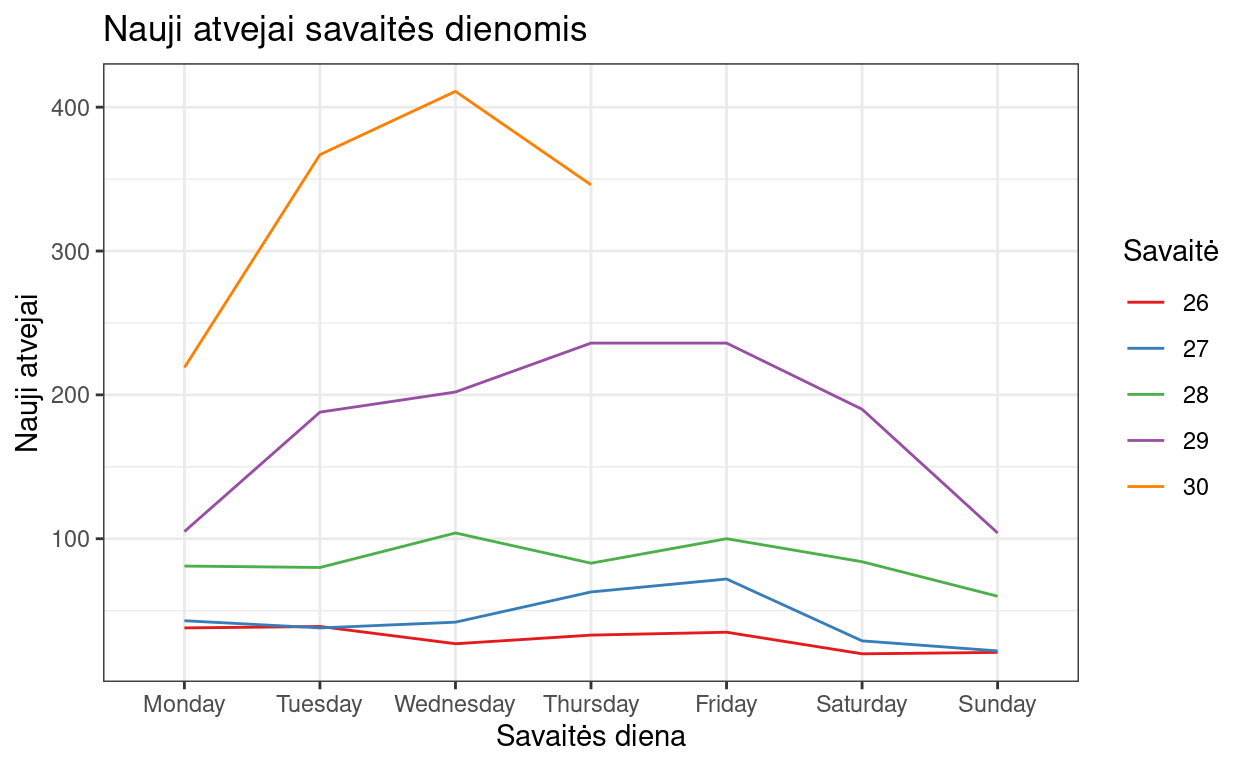 Nauji atvejai savaitės dienomis
Nauji atvejai
400
300
200
100
Monday Tuesday Wednesday Thursday Friday Saturday Sunday
Savaitės diena
Savaitė
26
27
28
29
30